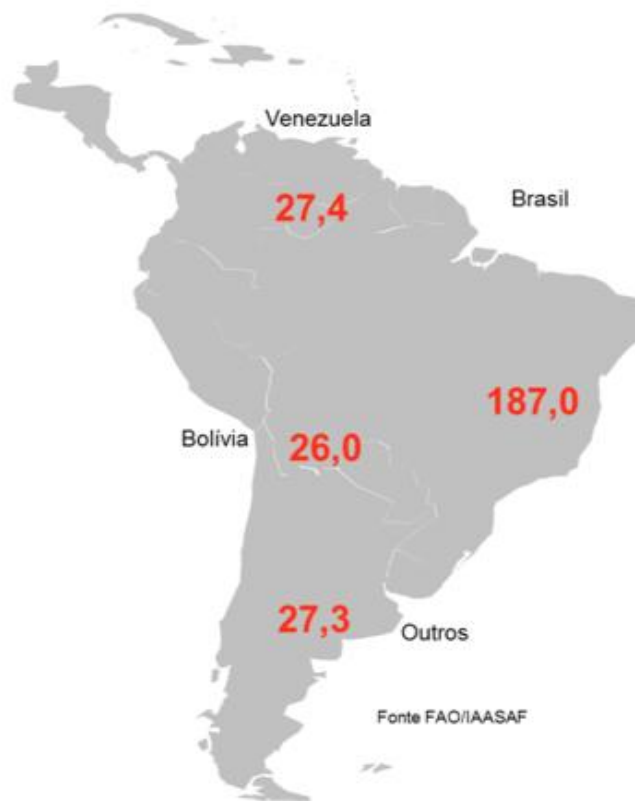 Venezuela
27,4
Brasil
187,0
Bolívia
26,0
27,3
Outros
Fonte FAO/IAASAF